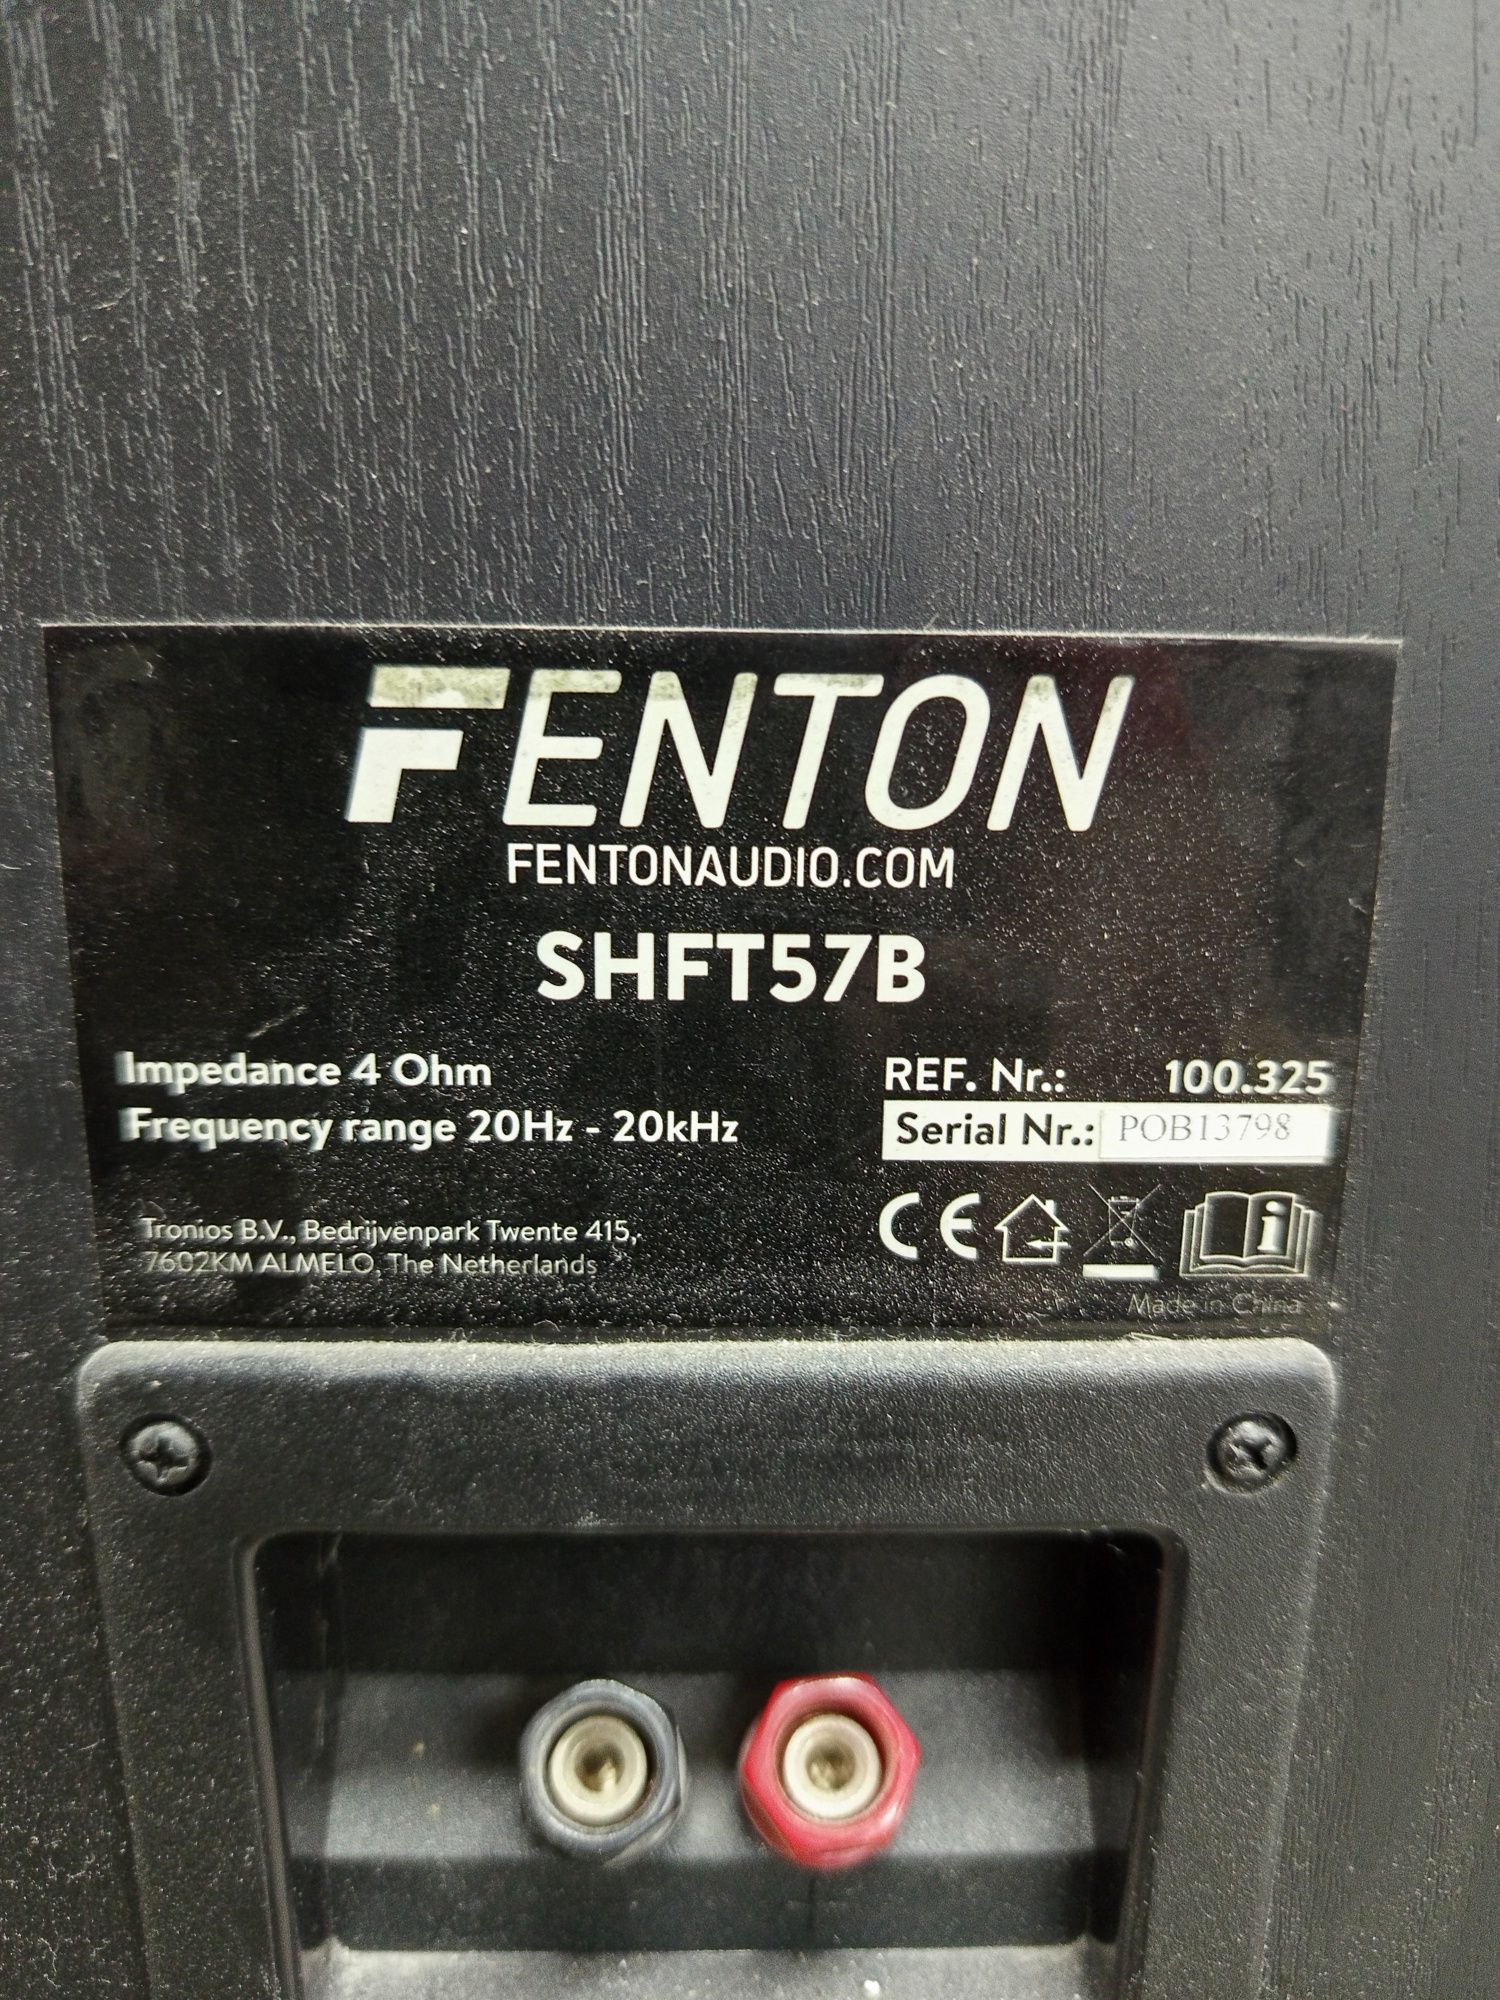 FENTON
FENTONAUDIO.COM
SHFT57B
Impedance 4 Ohm
Frequency range 20Hz - 20kHz
REF. Nr.: 100.325
Serial Nr.: POB13798
Tronios B.V., Bedrijvenpark Twente 415,
7602KM ALMELO, The Netherlands
CE
Made in China